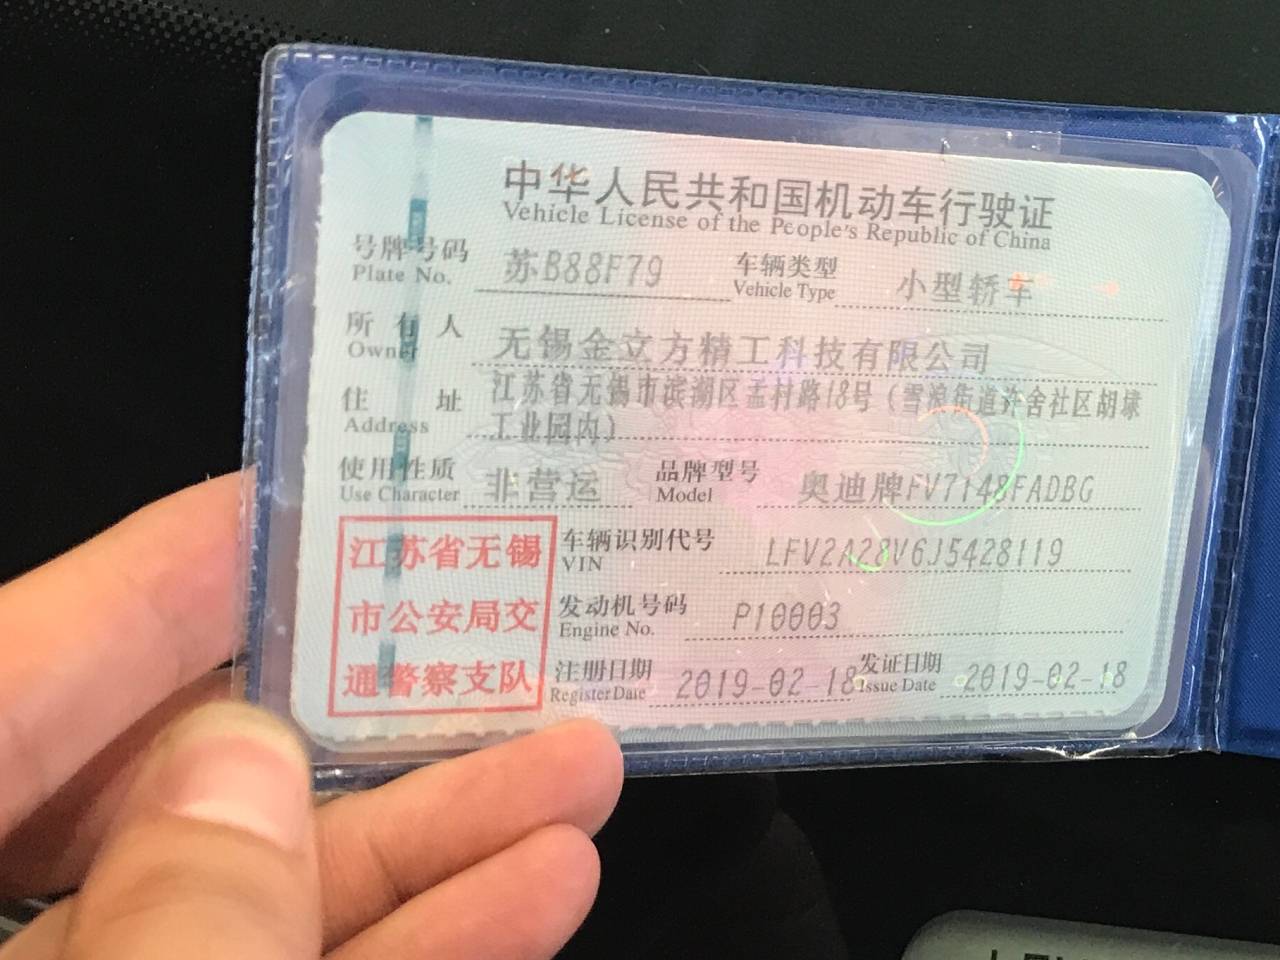 中华人民共和国机动车行驶证
Vehicle License of the People's Republic of China
号牌号码 苏B88F79 车辆类型 小型轿车
Plate No. Vehicle Type
所有人 无锡金立方精工科技有限公司
Owner
住址 江苏省无锡市滨湖区孟村路18号（雪浪街道许舍社区胡埭
Address 工业园内）
使用性质 非营运 品牌型号 奥迪牌FV7148FADBG
Use Character Model
江苏省无锡
市公安局交
通警察支队
车辆识别代号 LFV2A28V6J5428119
VIN
发动机号码 P10003
Engine No.
注册日期 2019-02-18 发证日期 2019-02-18
Register Date Issue Date